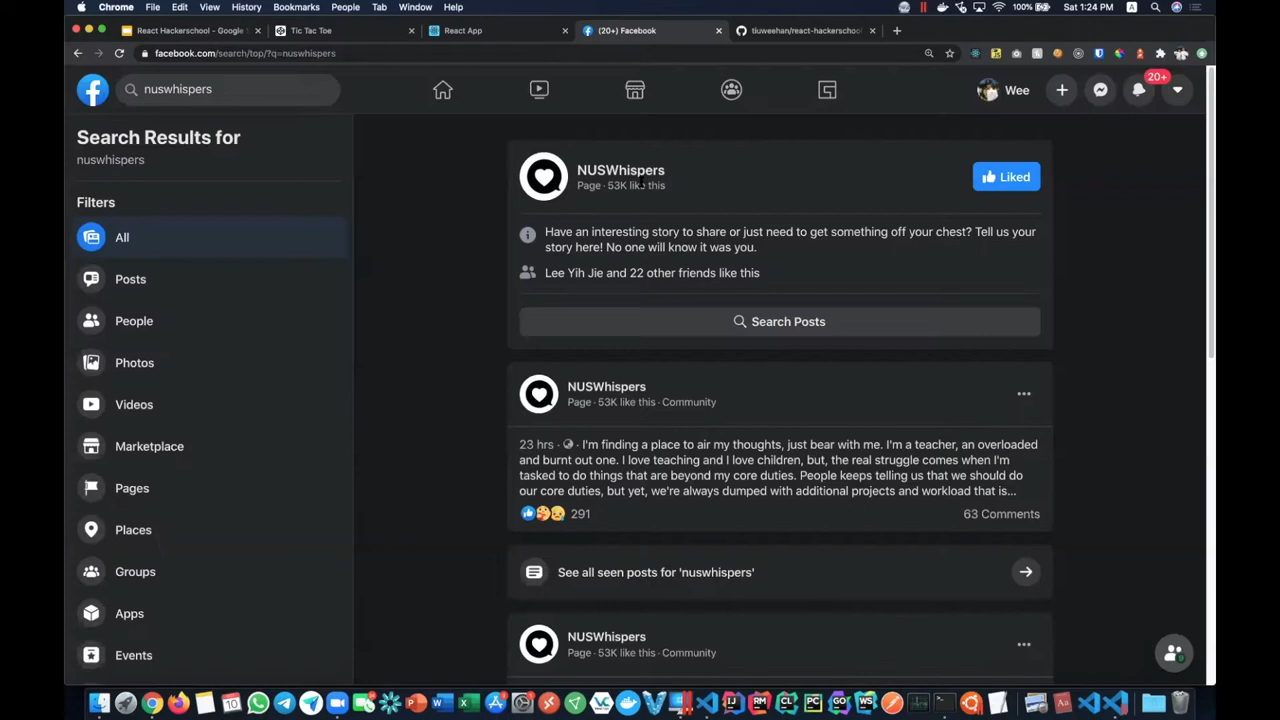 Chrome File Edit View History Bookmarks People Tab Window Help 100% Sat 1:24 PM A
React Hackerschool - Google S × Tic Tac Toe × React App × (20+) Facebook × tiuweehan/react-hackerschool ×
facebook.com/search/top/?q=nuswhispers
nuswhispers Wee 20+
Search Results for
nuswhispers
Filters
All
Posts
People
Photos
Videos
Marketplace
Pages
Places
Groups
Apps
Events
NUSWhispers
Page · 53K like this
Liked
Have an interesting story to share or just need to get something off your chest? Tell us your
story here! No one will know it was you.
Lee Yih Jie and 22 other friends like this
Search Posts
NUSWhispers
Page · 53K like this · Community
23 hrs · I'm finding a place to air my thoughts, just bear with me. I'm a teacher, an overloaded
and burnt out one. I love teaching and I love children, but, the real struggle comes when I'm
tasked to do things that are beyond my core duties. People keeps telling us that we should do
our core duties, but yet, we're always dumped with additional projects and workload that is...
291 63 Comments
See all seen posts for 'nuswhispers'
NUSWhispers
Page · 53K like this · Community